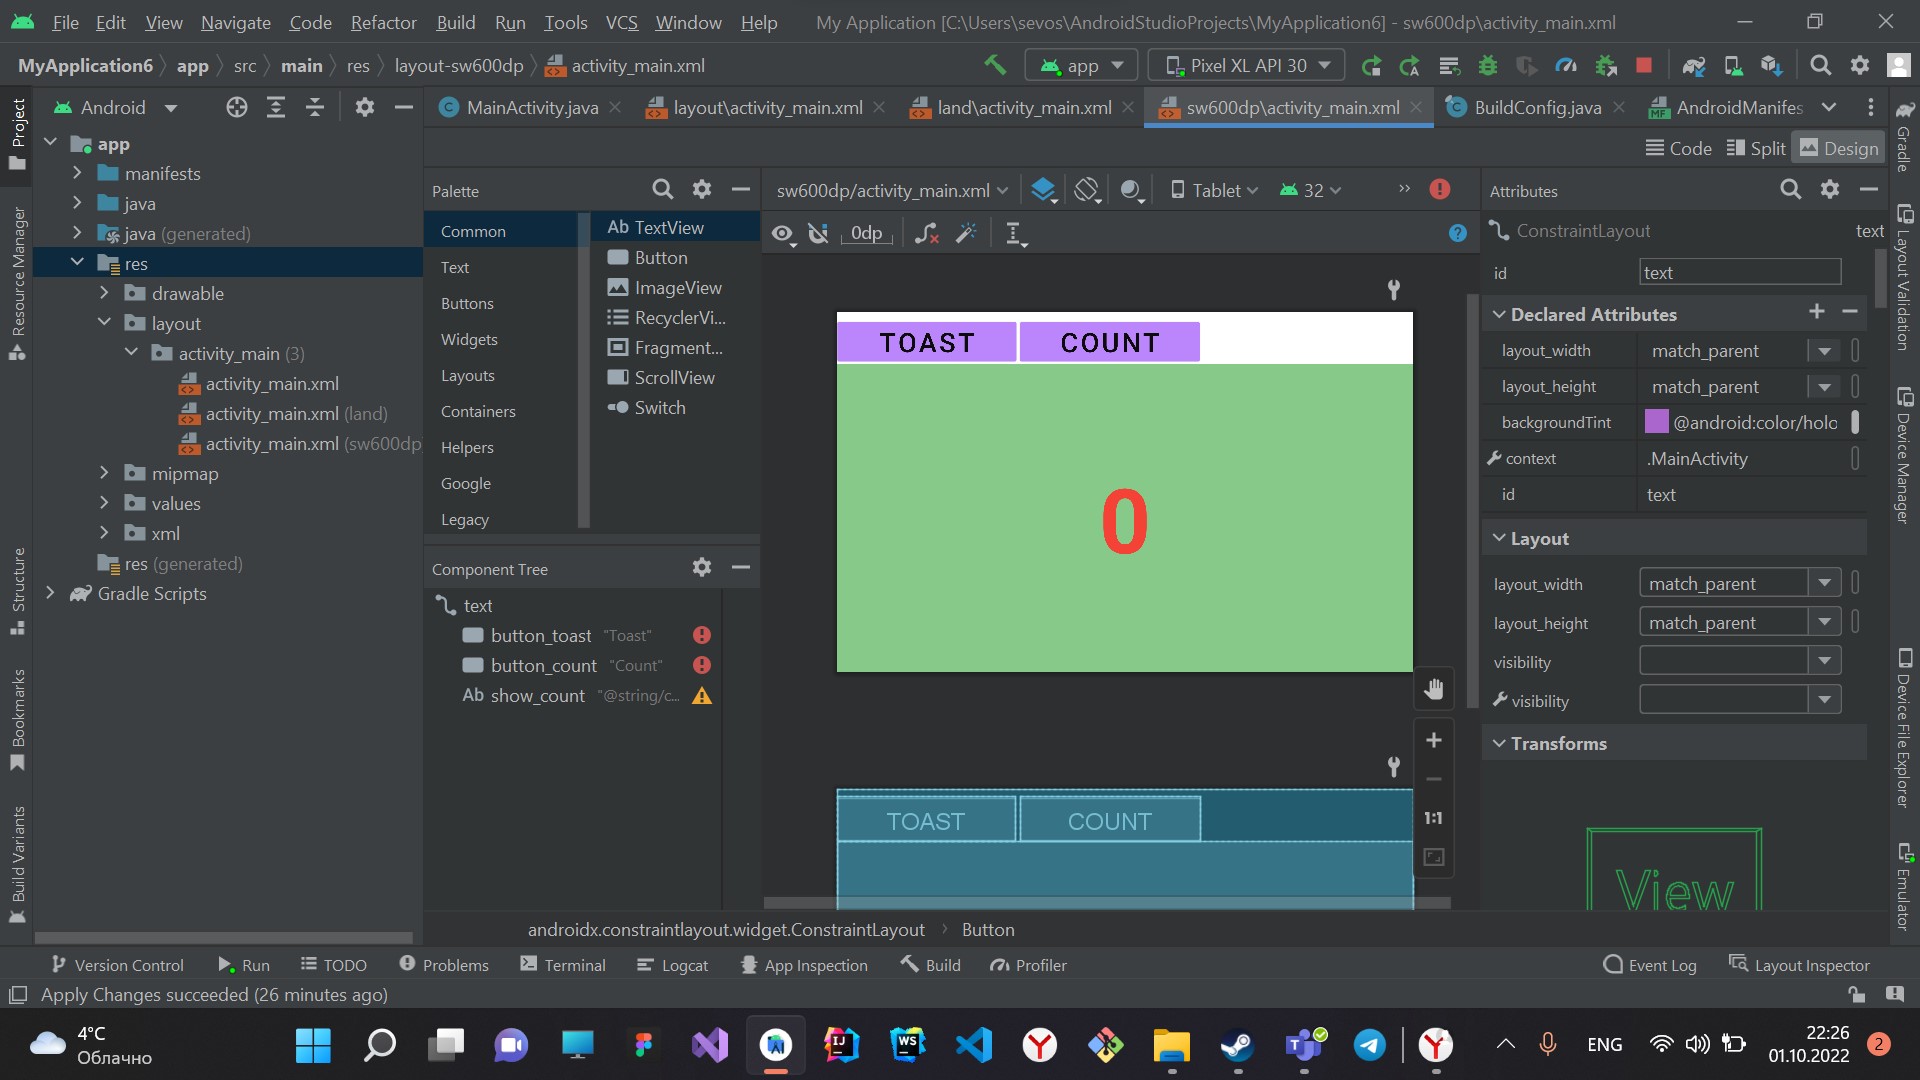 File Edit View Navigate Code Refactor Build Run Tools VCS Window Help My Application [C:\Users\sevos\AndroidStudioProjects\MyApplication6] - sw600dp\activity_main.xml
MyApplication6 app src main res layout-sw600dp activity_main.xml app Pixel XL API 30
Android
MainActivity.java layout\activity_main.xml land\activity_main.xml sw600dp\activity_main.xml BuildConfig.java AndroidManifes
Code Split Design
Project
Resource Manager
Structure
Bookmarks
Build Variants
app
manifests
java
java (generated)
res
drawable
layout
activity_main (3)
activity_main.xml
activity_main.xml (land)
activity_main.xml (sw600dp
mipmap
values
xml
res (generated)
Gradle Scripts
Palette
Common
Text
Buttons
Widgets
Layouts
Containers
Helpers
Google
Legacy
Ab TextView
Button
ImageView
RecyclerVi...
Fragment...
ScrollView
Switch
Component Tree
text
button_toast "Toast"
button_count "Count"
Ab show_count "@string/c...
sw600dp/activity_main.xml Tablet 32
0dp
TOAST COUNT
0
TOAST COUNT
1:1
Attributes
ConstraintLayout text
id text
Declared Attributes
layout_width match_parent
layout_height match_parent
backgroundTint @android:color/holo
context .MainActivity
id text
Layout
layout_width match_parent
layout_height match_parent
visibility
visibility
Transforms
View
Gradle
Layout Validation
Device Manager
Device File Explorer
Emulator
androidx.constraintlayout.widget.ConstraintLayout Button
Version Control Run TODO Problems Terminal Logcat App Inspection Build Profiler Event Log Layout Inspector
Apply Changes succeeded (26 minutes ago)
4°C
Облачно
ENG
22:26
01.10.2022
2